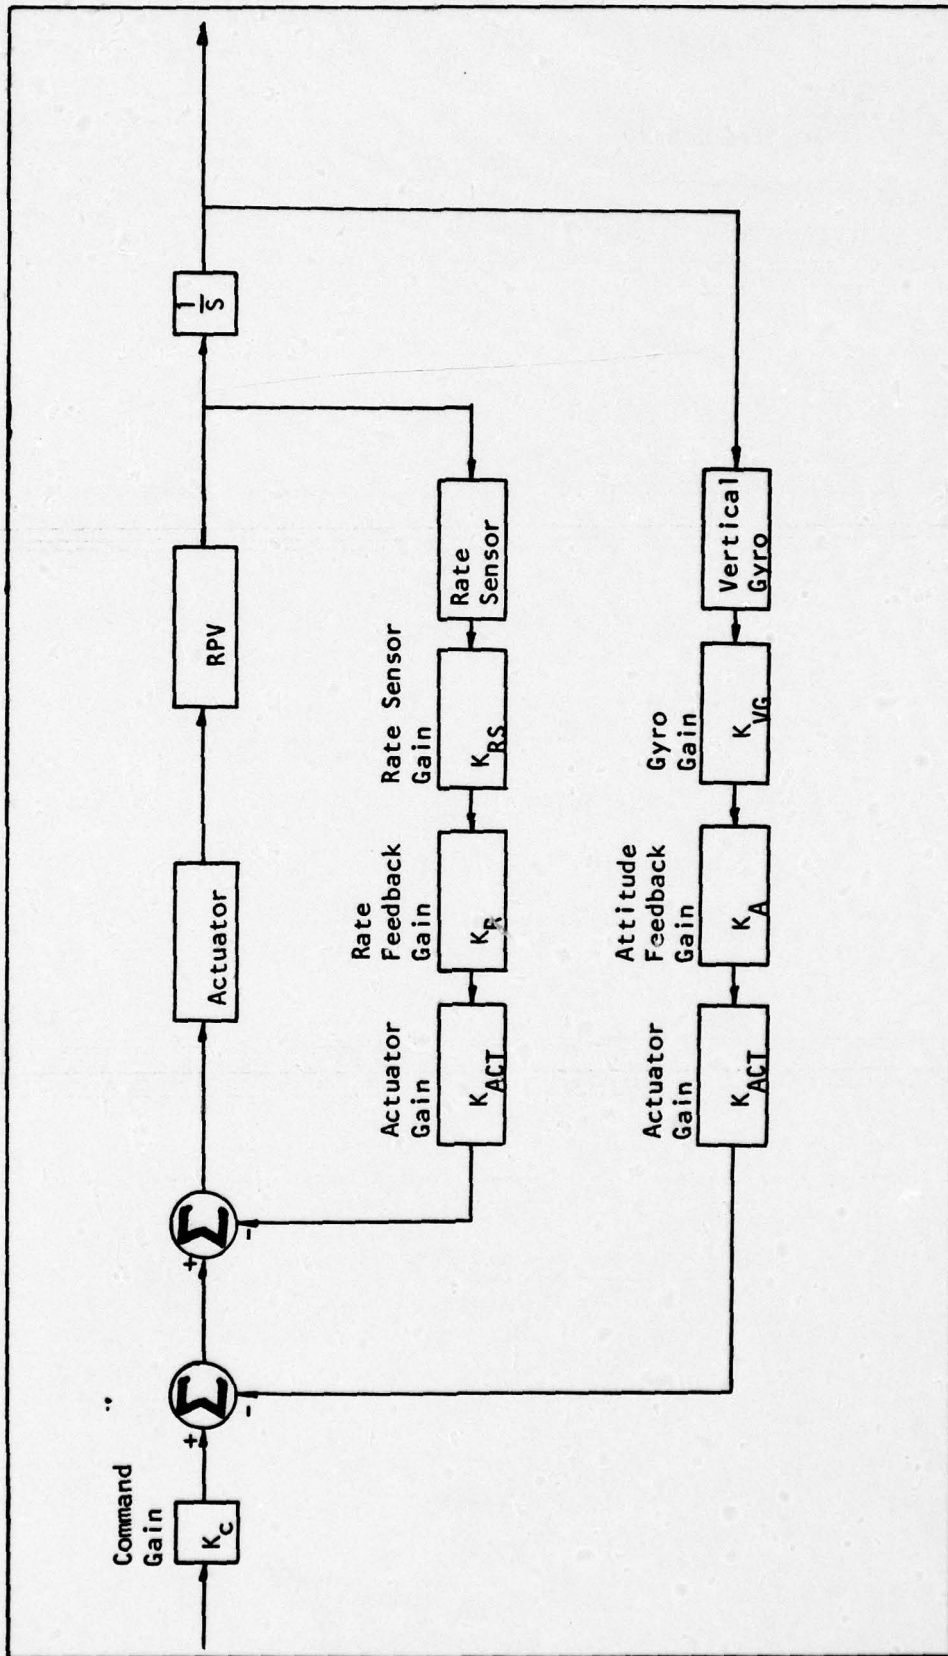 Command
Gain
K_C
+
-
Σ
+
-
Σ
Actuator
RPV
1
S
Actuator
Gain
K_ACT
Rate
Feedback
Gain
K_R
Rate Sensor
Gain
K_RS
Rate
Sensor
Actuator
Gain
K_ACT
Attitude
Feedback
Gain
K_A
Gyro
Gain
K_VG
Vertical
Gyro